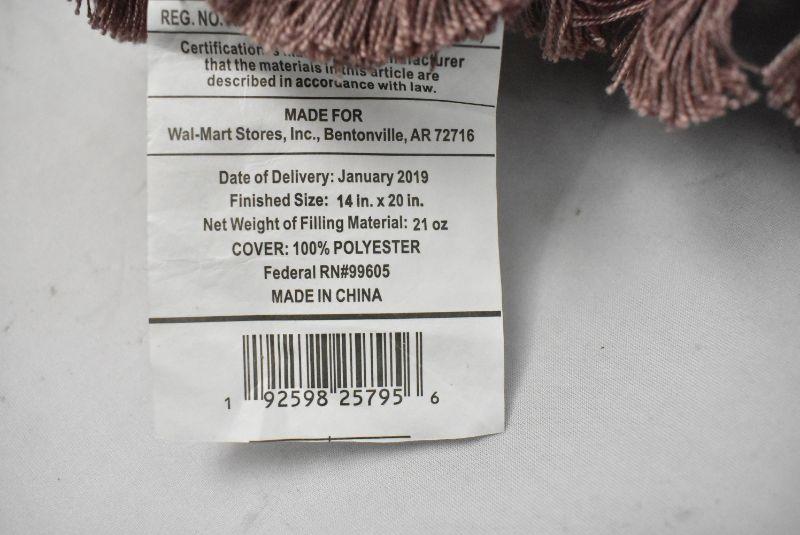 REG. NO.
Certification is made
that the materials in this article are
described in accordance with law.
MADE FOR
Wal-Mart Stores, Inc., Bentonville, AR 72716
Date of Delivery: January 2019
Finished Size: 14 in. x 20 in.
Net Weight of Filling Material: 21 oz
COVER: 100% POLYESTER
Federal RN#99605
MADE IN CHINA
1 92598 25795 6